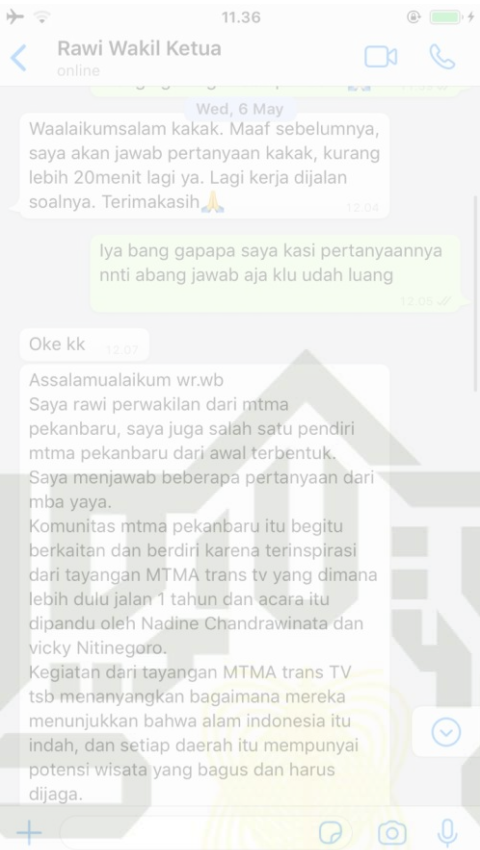 11.36
Rawi Wakil Ketua
online
Wed, 6 May
Waalaikumsalam kakak. Maaf sebelumnya,
saya akan jawab pertanyaan kakak, kurang
lebih 20menit lagi ya. Lagi kerja dijalan
soalnya. Terimakasih🙏
12.04
Iya bang gapapa saya kasi pertanyaannya
nnti abang jawab aja klu udah luang
12.05
Oke kk
12.07
Assalamualaikum wr.wb
Saya rawi perwakilan dari mtma
pekanbaru, saya juga salah satu pendiri
mtma pekanbaru dari awal terbentuk.
Saya menjawab beberapa pertanyaan dari
mba yaya.
Komunitas mtma pekanbaru itu begitu
berkaitan dan berdiri karena terinspirasi
dari tayangan MTMA trans tv yang dimana
lebih dulu jalan 1 tahun dan acara itu
dipandu oleh Nadine Chandrawinata dan
vicky Nitinegoro.
Kegiatan dari tayangan MTMA trans TV
tsb menanyangkan bagaimana mereka
menunjukkan bahwa alam indonesia itu
indah, dan setiap daerah itu mempunyai
potensi wisata yang bagus dan harus
dijaga.